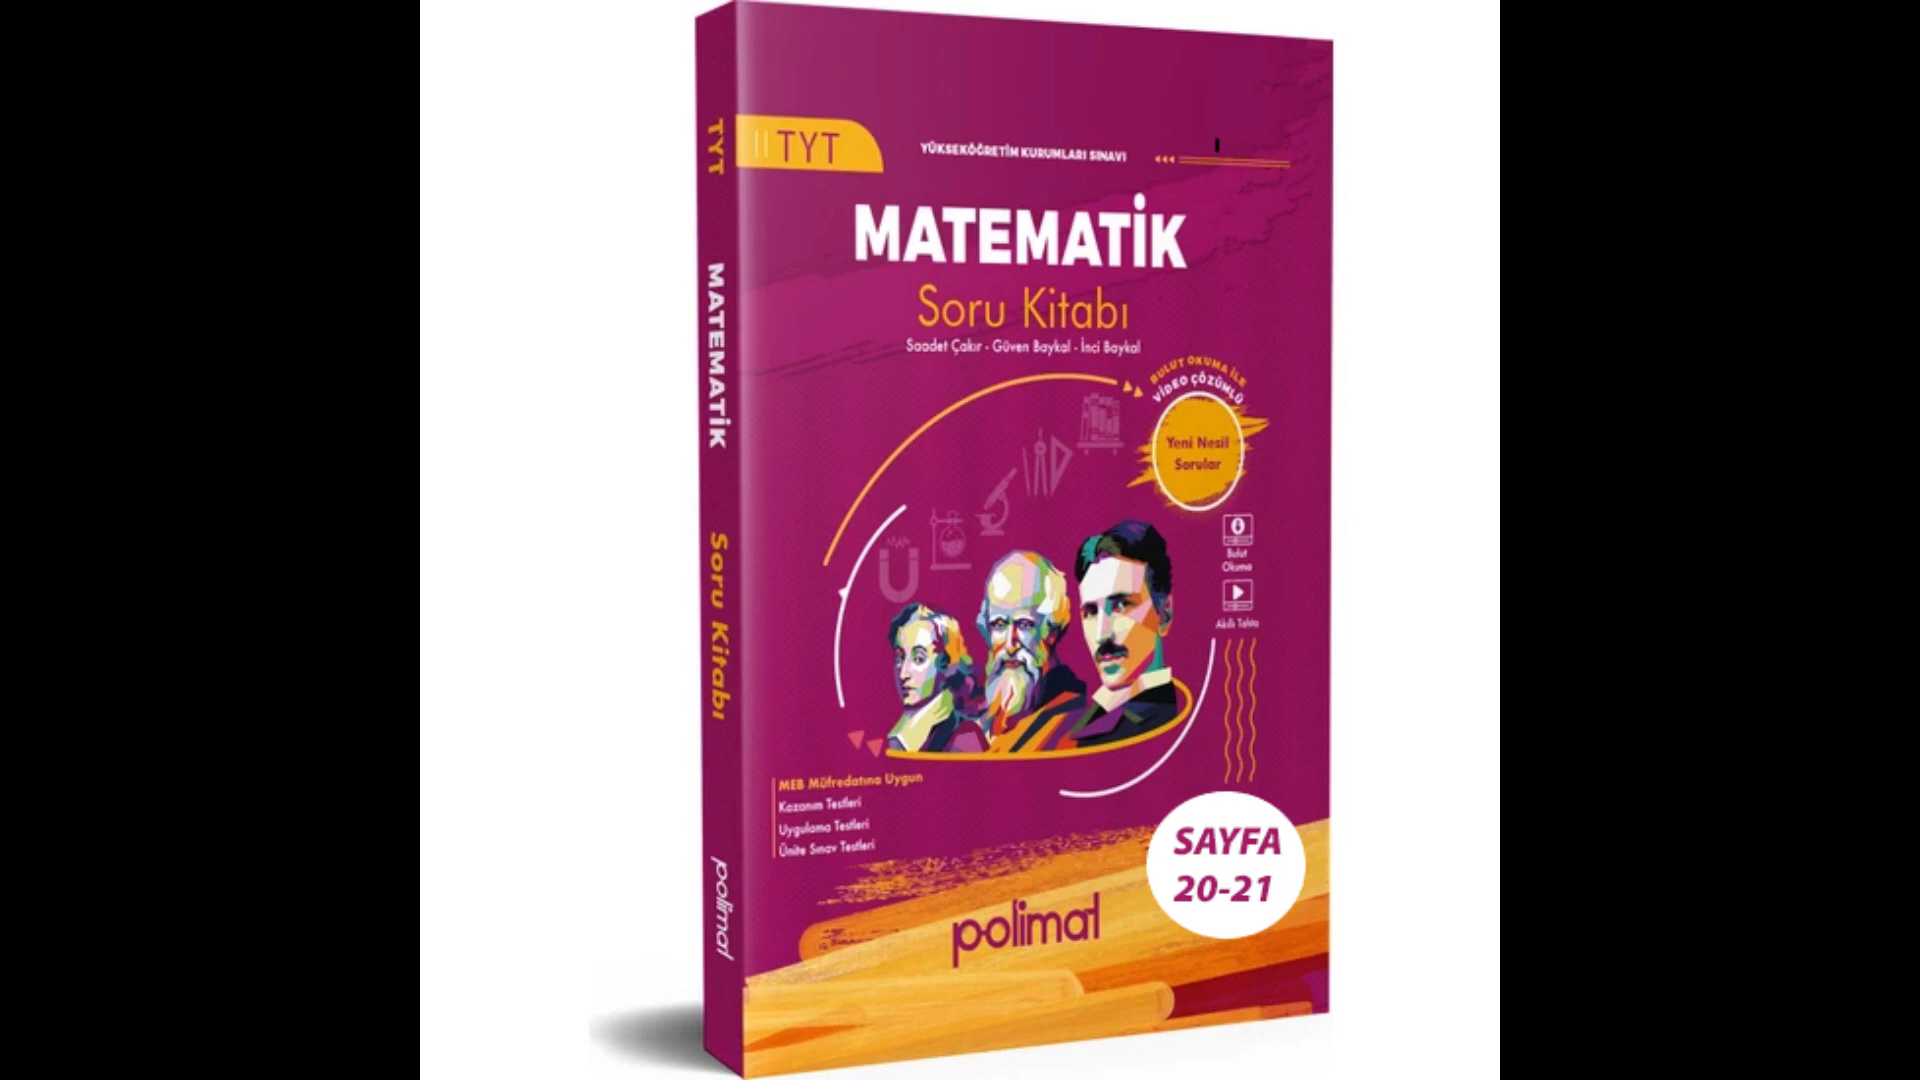 TYT
MATEMATİK
Soru Kitabı
polimat
TYT
YÜKSEKÖĞRETİM KURUMLARI SINAVI
MATEMATİK
Soru Kitabı
Saadet Çakır - Güven Baykal - İnci Baykal
BULUT OKUMA İLE
VİDEO ÇÖZÜMLÜ
Yeni Nesil
Sorular
Bulut
Okuma
Akıllı Tahta
MEB Müfredatına Uygun
Kazanım Testleri
Uygulama Testleri
Ünite Sınav Testleri
SAYFA
20-21
polimat